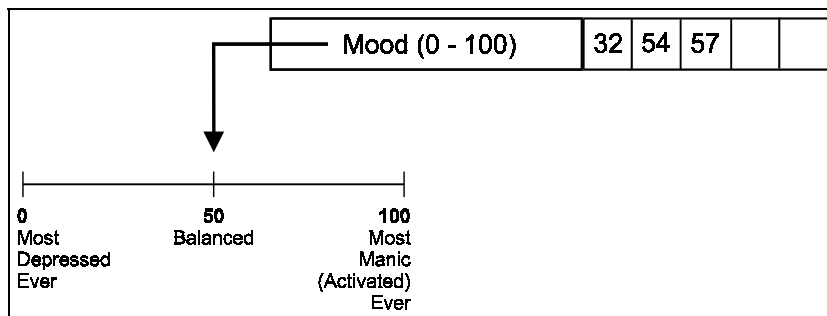 Mood (0 - 100) 32 54 57
0 50 100
Most Balanced Most
Depressed Manic
Ever (Activated)
Ever